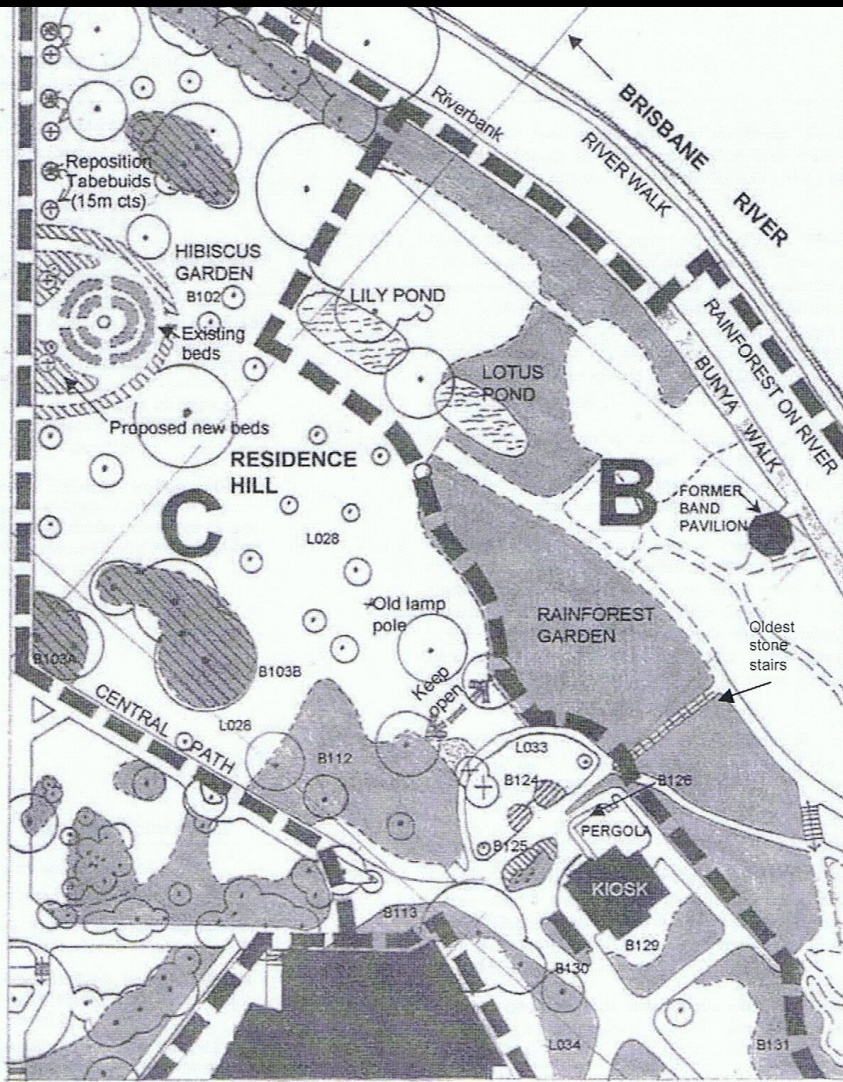 Riverbank
BRISBANE
RIVER
RIVER WALK
Reposition
Tabebuids
(15m cts)
HIBISCUS
GARDEN
B102
LILY POND
Existing
beds
RAINFOREST ON RIVER
BUNYA WALK
LOTUS
POND
Proposed new beds
RESIDENCE
HILL
C
B
FORMER
BAND
PAVILION
L028
Old lamp
pole
RAINFOREST
GARDEN
Oldest
stone
stairs
B103A
B103B
Keep
open
CENTRAL PATH
L028
L033
B112
B124
B126
PERGOLA
B125
KIOSK
B113
B129
B130
L034
B131